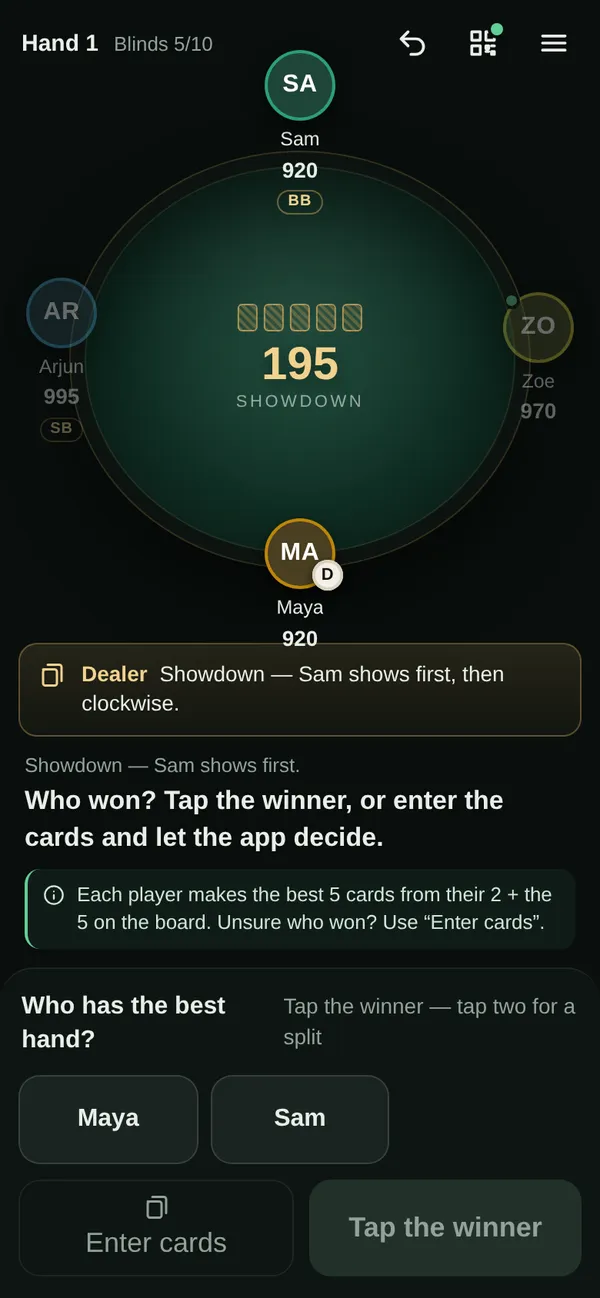 Hand 1 Blinds 5/10
SA
Sam
920
BB
AR
Arjun
995
SB
ZO
Zoe
970
195
SHOWDOWN
MA
D
Maya
920
Dealer Showdown — Sam shows first, then
clockwise.
Showdown — Sam shows first.
Who won? Tap the winner, or enter the
cards and let the app decide.
Each player makes the best 5 cards from their 2 + the
5 on the board. Unsure who won? Use “Enter cards”.
Who has the best
hand?
Tap the winner — tap two for a
split
Maya
Sam
Enter cards
Tap the winner